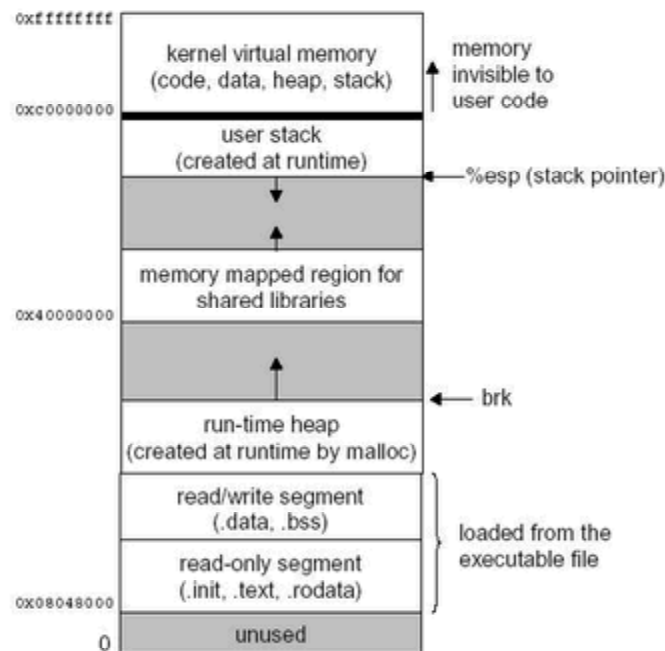 0xffffffff
kernel virtual memory
(code, data, heap, stack)
memory
invisible to
user code
0xc0000000
user stack
(created at runtime)
%esp (stack pointer)
memory mapped region for
shared libraries
0x40000000
brk
run-time heap
(created at runtime by malloc)
read/write segment
(.data, .bss)
loaded from the
executable file
read-only segment
(.init, .text, .rodata)
0x08048000
unused
0